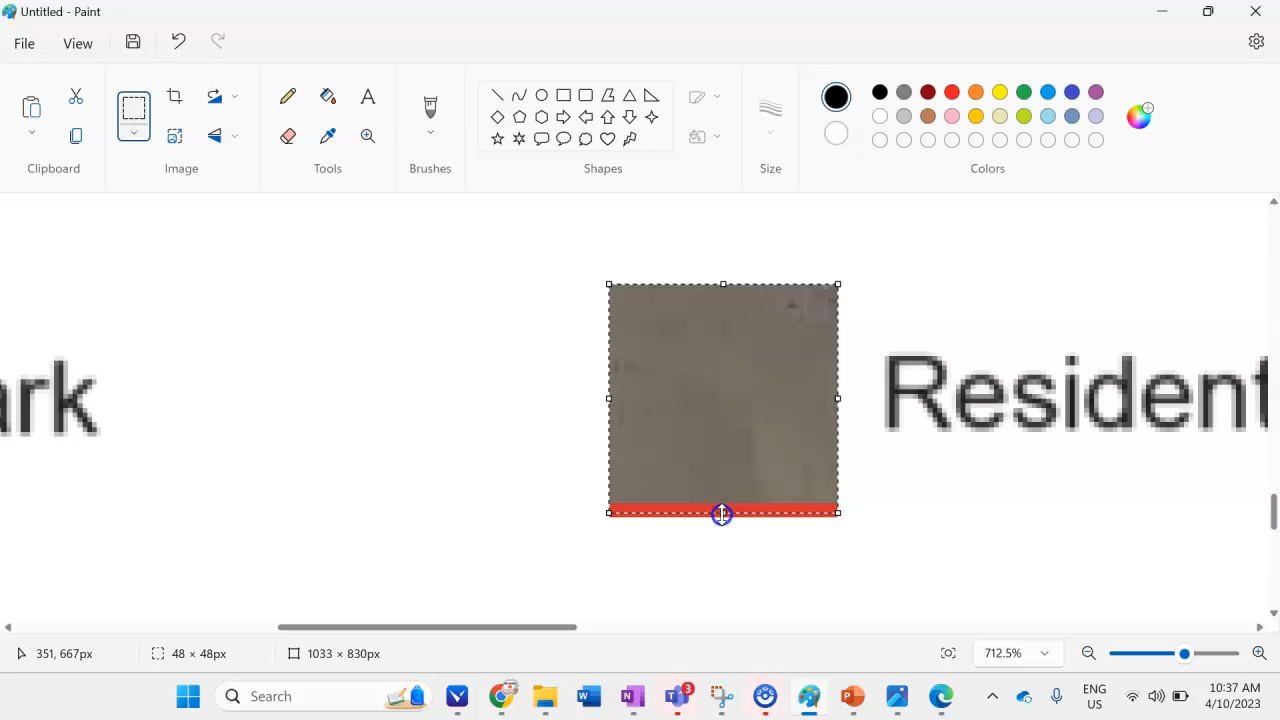 Untitled - Paint
File View
Clipboard Image Tools Brushes Shapes Size Colors
ark Resident
351, 667px 48 × 48px 1033 × 830px 712.5%
Search 3 ENG 10:37 AM
US 4/10/2023